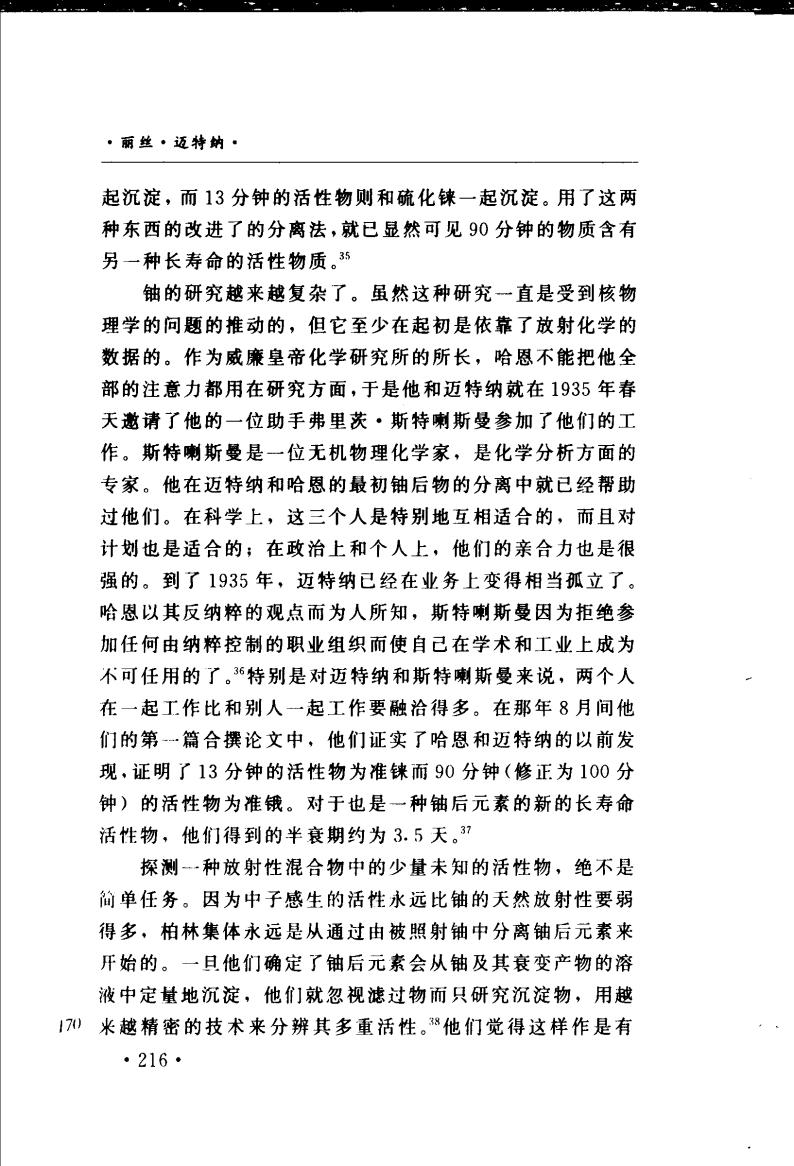 ·丽丝·迈特纳·
起沉淀，而13分钟的活性物则和硫化铼一起沉淀。用了这两
种东西的改进了的分离法，就已显然可见90分钟的物质含有
另一种长寿命的活性物质。³⁵
铀的研究越来越复杂了。虽然这种研究一直是受到核物
理学的问题的推动的，但它至少在起初是依靠了放射化学的
数据的。作为威廉皇帝化学研究所的所长，哈恩不能把他全
部的注意力都用在研究方面，于是他和迈特纳就在1935年春
天邀请了他的一位助手弗里茨·斯特喇斯曼参加了他们的工
作。斯特喇斯曼是一位无机物理化学家，是化学分析方面的
专家。他在迈特纳和哈恩的最初铀后物的分离中就已经帮助
过他们。在科学上，这三个人是特别地互相适合的，而且对
计划也是适合的；在政治上和个人上，他们的亲合力也是很
强的。到了1935年，迈特纳已经在业务上变得相当孤立了。
哈恩以其反纳粹的观点而为人所知，斯特喇斯曼因为拒绝参
加任何由纳粹控制的职业组织而使自己在学术和工业上成为
不可任用的了。³⁶特别是对迈特纳和斯特喇斯曼来说，两个人
在一起工作比和别人一起工作要融洽得多。在那年8月间他
们的第一篇合撰论文中，他们证实了哈恩和迈特纳的以前发
现，证明了13分钟的活性物为准铼而90分钟（修正为100分
钟）的活性物为准锇。对于也是一种铀后元素的新的长寿命
活性物，他们得到的半衰期约为3.5天。³⁷
探测一种放射性混合物中的少量未知的活性物，绝不是
简单任务。因为中子感生的活性永远比铀的天然放射性要弱
得多，柏林集体永远是从通过由被照射铀中分离铀后元素来
开始的。一旦他们确定了铀后元素会从铀及其衰变产物的溶
液中定量地沉淀，他们就忽视滤过物而只研究沉淀物，用越
170 来越精密的技术来分辨其多重活性。³⁸他们觉得这样作是有
·216·